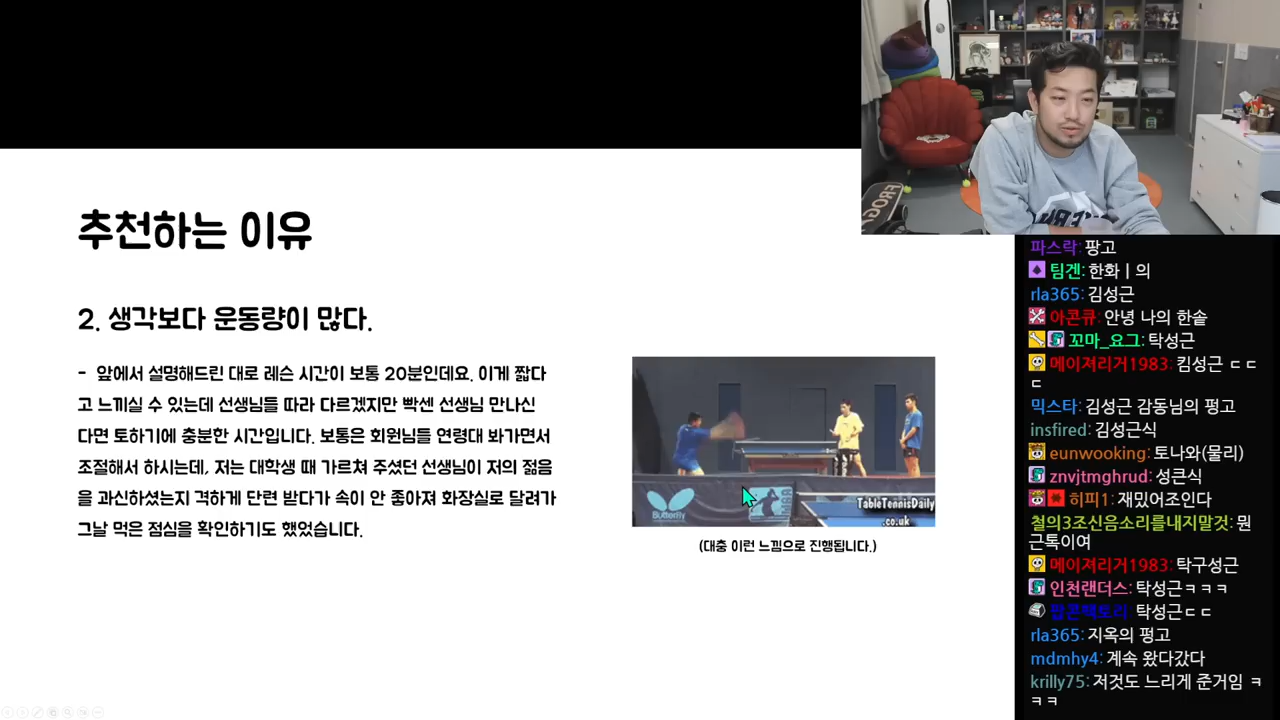 추천하는 이유
2. 생각보다 운동량이 많다.
- 앞에서 설명해드린 대로 레슨 시간이 보통 20분인데요. 이게 짧다
고 느끼실 수 있는데 선생님들 따라 다르겠지만 빡센 선생님 만나신
다면 토하기에 충분한 시간입니다. 보통은 회원님들 연령대 봐가면서
조절해서 하시는데, 저는 대학생 때 가르쳐 주셨던 선생님이 저의 젊음
을 과신하셨는지 격하게 단련 받다가 속이 안 좋아져 화장실로 달려가
그날 먹은 점심을 확인하기도 했었습니다.
Butterfly
TableTennisDaily
.co.uk
(대충 이런 느낌으로 진행됩니다.)
파스락: 팡고
팀겐: 한화ㅣ의
rla365: 김성근
아콘큐: 안녕 나의 한솥
꼬마_요그: 탁성근
메이져리거1983: 킴성근 ㄷㄷ
ㄷ
믹스타: 김성근 감동님의 펑고
insfired: 김성근식
eunwooking: 토나와(물리)
znvjtmghrud: 성큰식
히피1: 재밌어조인다
철의3조신음소리를내지말것: 뭔
근톡이여
메이져리거1983: 탁구성근
인천랜더스: 탁성근ㅋㅋㅋ
팝콘팩토리: 탁성근ㄷㄷ
rla365: 지옥의 펑고
mdmhy4: 계속 왔다갔다
krilly75: 저것도 느리게 준거임 ㅋ
ㅋㅋ